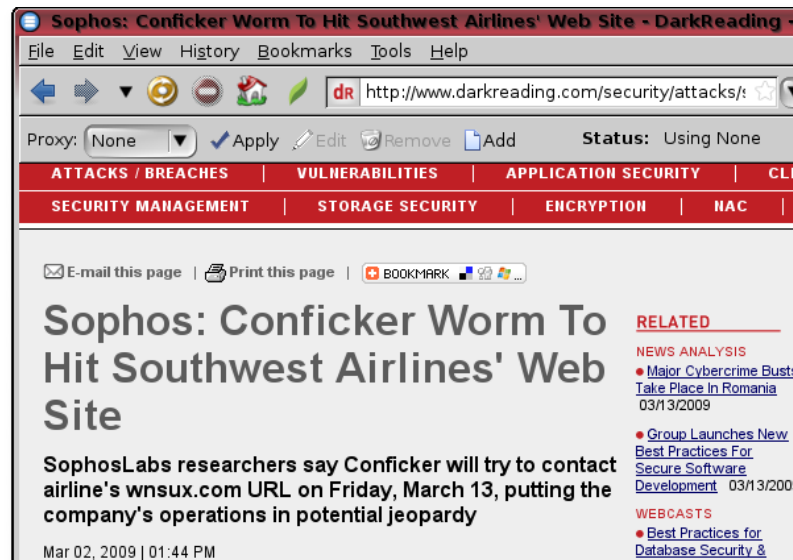 Sophos: Conficker Worm To Hit Southwest Airlines' Web Site - DarkReading -
File Edit View History Bookmarks Tools Help
dR http://www.darkreading.com/security/attacks/s
Proxy: None Apply Edit Remove Add Status: Using None
ATTACKS / BREACHES | VULNERABILITIES | APPLICATION SECURITY | CLI
SECURITY MANAGEMENT | STORAGE SECURITY | ENCRYPTION | NAC |
E-mail this page | Print this page | BOOKMARK ...
Sophos: Conficker Worm To
Hit Southwest Airlines' Web
Site
SophosLabs researchers say Conficker will try to contact
airline's wnsux.com URL on Friday, March 13, putting the
company's operations in potential jeopardy
Mar 02, 2009 | 01:44 PM
RELATED
NEWS ANALYSIS
• Major Cybercrime Busts
Take Place In Romania
03/13/2009
• Group Launches New
Best Practices For
Secure Software
Development 03/13/2009
WEBCASTS
• Best Practices for
Database Security &